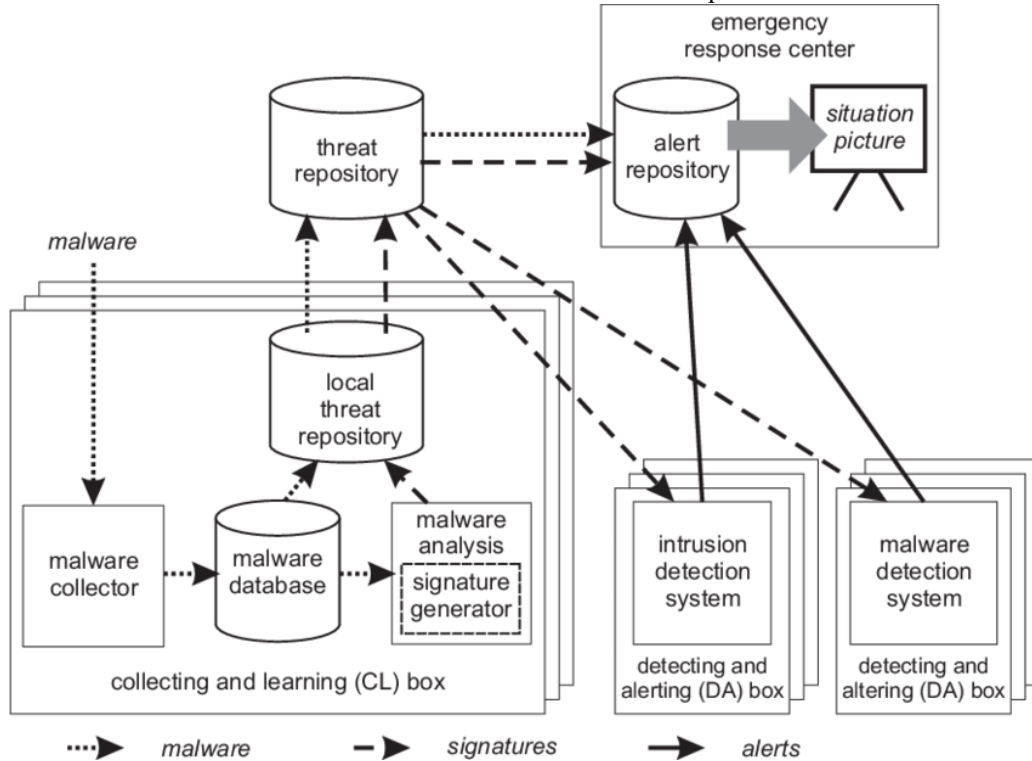 emergency
response center
threat
repository
alert
repository
situation
picture
malware
local
threat
repository
malware
collector
malware
database
malware
analysis
signature
generator
collecting and learning (CL) box
intrusion
detection
system
detecting and
alerting (DA) box
malware
detection
system
detecting and
altering (DA) box
malware
signatures
alerts